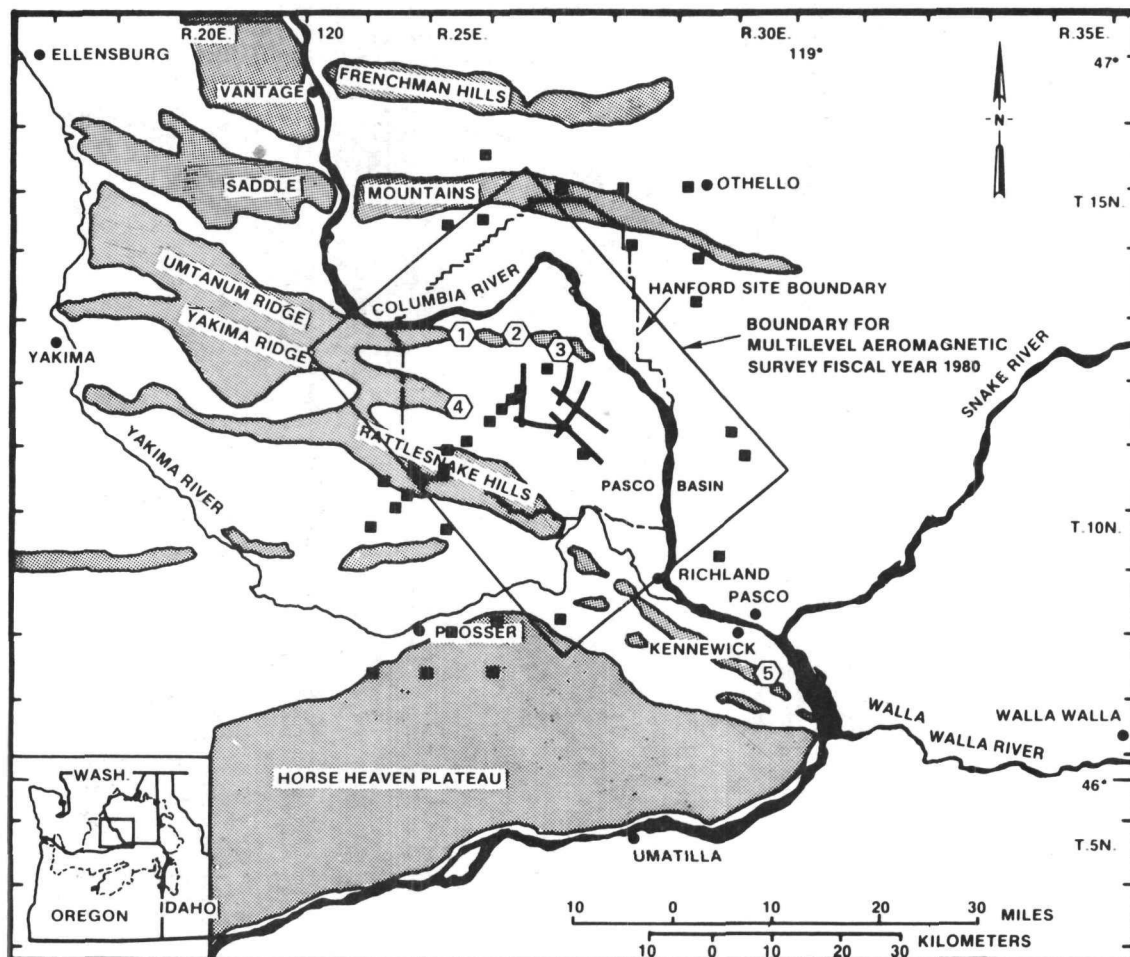 R.20E. 120 R.25E. R.30E. R.35E.
119° 47°
ELLENSBURG
VANTAGE
FRENCHMAN HILLS
-N-
SADDLE
MOUNTAINS
OTHELLO
T 15N.
UMTANUM RIDGE
COLUMBIA RIVER
HANFORD SITE BOUNDARY
YAKIMA RIDGE
BOUNDARY FOR
MULTILEVEL AEROMAGNETIC
SURVEY FISCAL YEAR 1980
YAKIMA
1
2
3
4
SNAKE RIVER
RATTLESNAKE HILLS
YAKIMA RIVER
PASCO BASIN
T.10N.
RICHLAND
PASCO
PROSSER
KENNEWICK
5
WALLA WALLA RIVER
WALLA WALLA
HORSE HEAVEN PLATEAU
46°
WASH.
OREGON IDAHO
UMATILLA
T.5N.
10 0 10 20 30 MILES
10 0 10 20 30 KILOMETERS